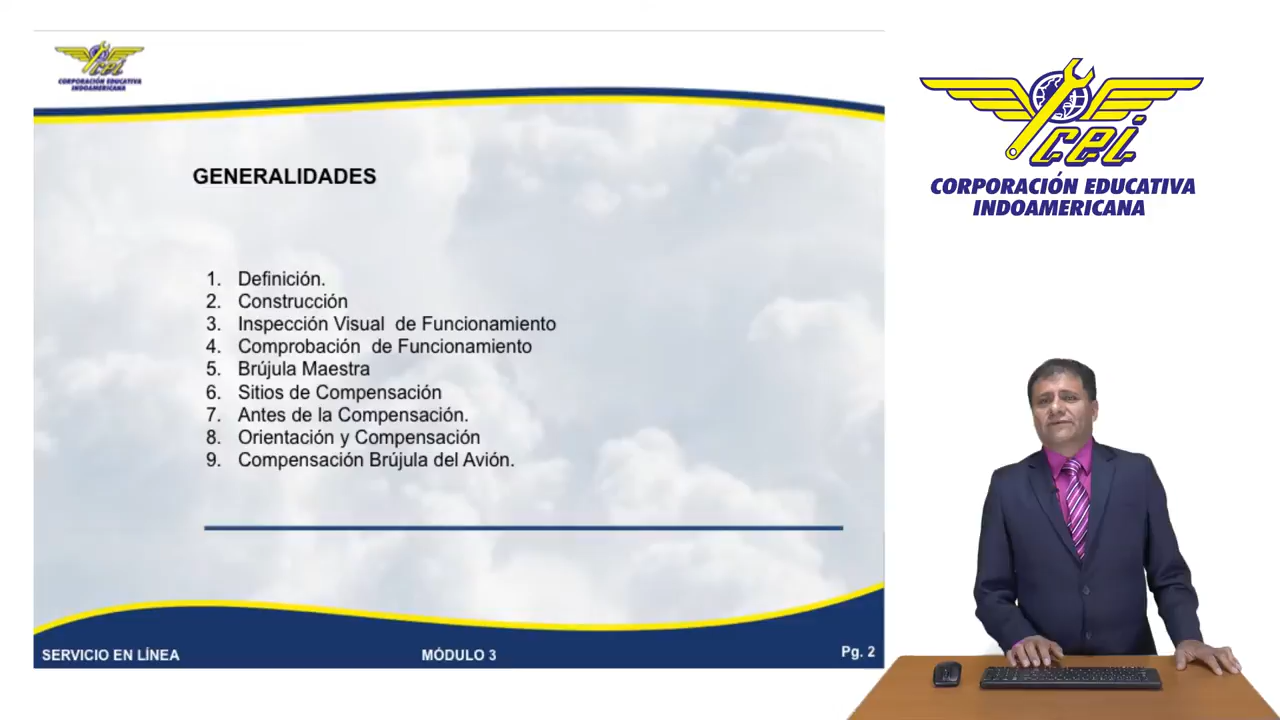 cei
CORPORACIÓN EDUCATIVA
INDOAMERICANA
GENERALIDADES
1. Definición.
2. Construcción
3. Inspección Visual de Funcionamiento
4. Comprobación de Funcionamiento
5. Brújula Maestra
6. Sitios de Compensación
7. Antes de la Compensación.
8. Orientación y Compensación
9. Compensación Brújula del Avión.
SERVICIO EN LÍNEA
MÓDULO 3
Pg. 2
cei
CORPORACIÓN EDUCATIVA
INDOAMERICANA